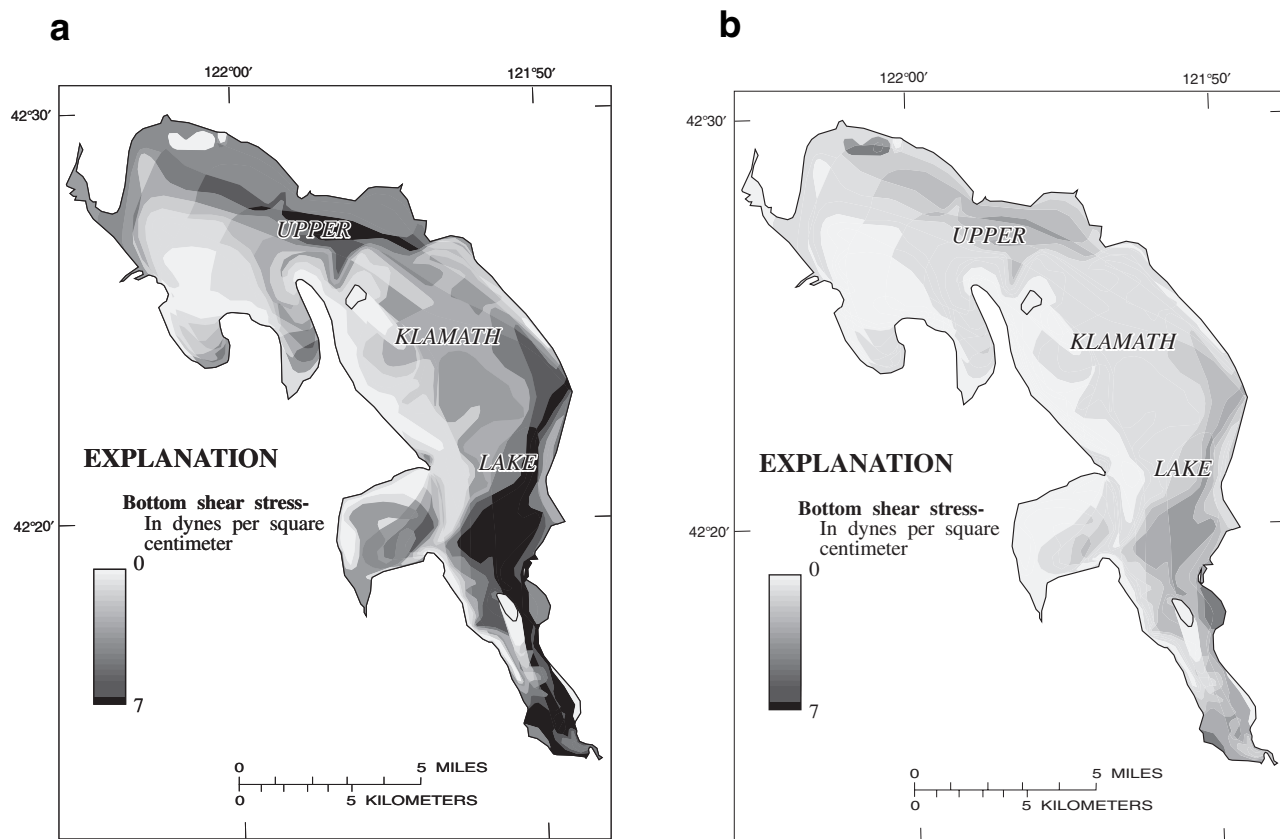 a
122°00′
121°50′
42°30′
UPPER
KLAMATH
LAKE
EXPLANATION
Bottom shear stress-
In dynes per square
centimeter
42°20′
0
7
0 5 MILES
0 5 KILOMETERS
b
122°00′
121°50′
42°30′
UPPER
KLAMATH
LAKE
EXPLANATION
Bottom shear stress-
In dynes per square
centimeter
42°20′
0
7
0 5 MILES
0 5 KILOMETERS